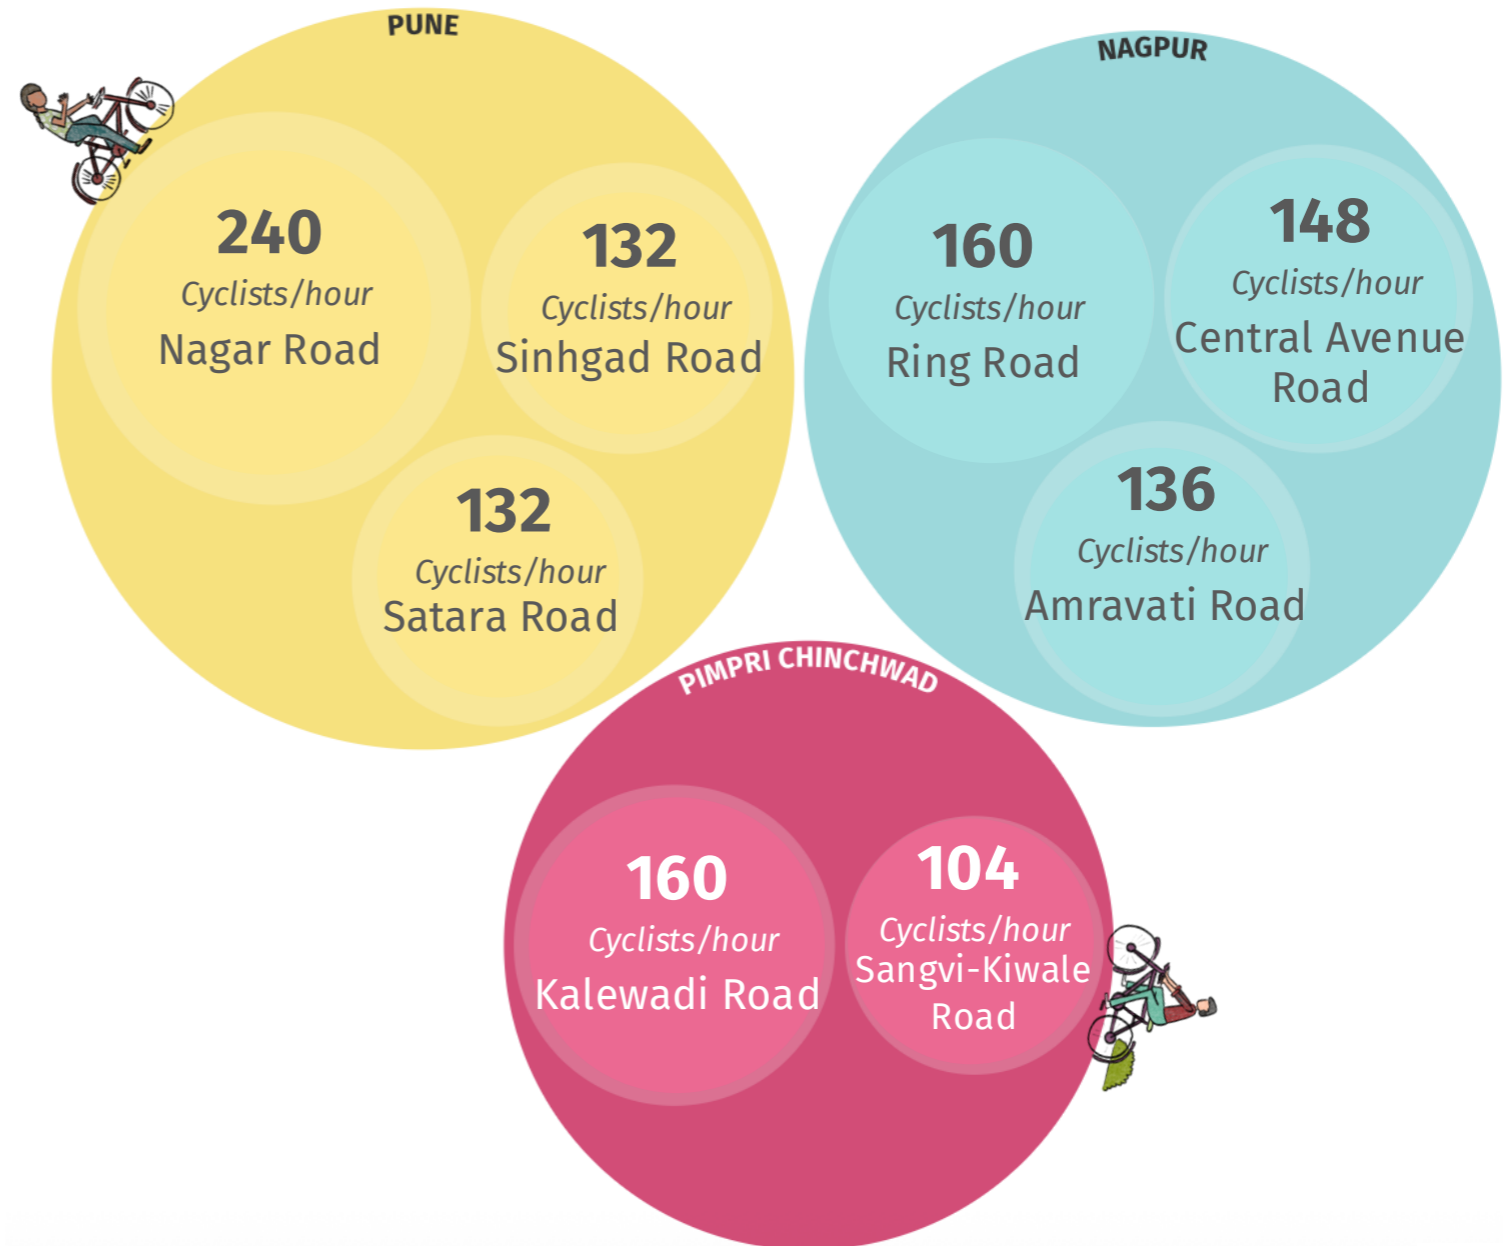 PUNE
240
Cyclists/hour
Nagar Road
132
Cyclists/hour
Sinhgad Road
132
Cyclists/hour
Satara Road
NAGPUR
160
Cyclists/hour
Ring Road
148
Cyclists/hour
Central Avenue
Road
136
Cyclists/hour
Amravati Road
PIMPRI CHINCHWAD
160
Cyclists/hour
Kalewadi Road
104
Cyclists/hour
Sangvi-Kiwale
Road